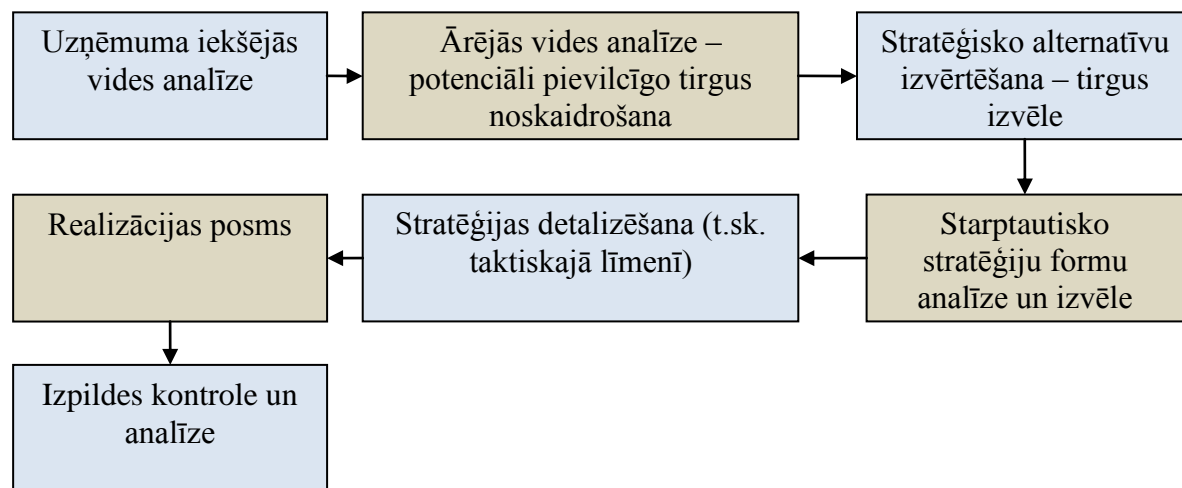 Uzņēmuma iekšējās
vides analīze
Ārējās vides analīze –
potenciāli pievilcīgo tirgus
noskaidrošana
Stratēģisko alternatīvu
izvērtēšana – tirgus
izvēle
Starptautisko
stratēģiju formu
analīze un izvēle
Stratēģijas detalizēšana (t.sk.
taktiskajā līmenī)
Realizācijas posms
Izpildes kontrole un
analīze